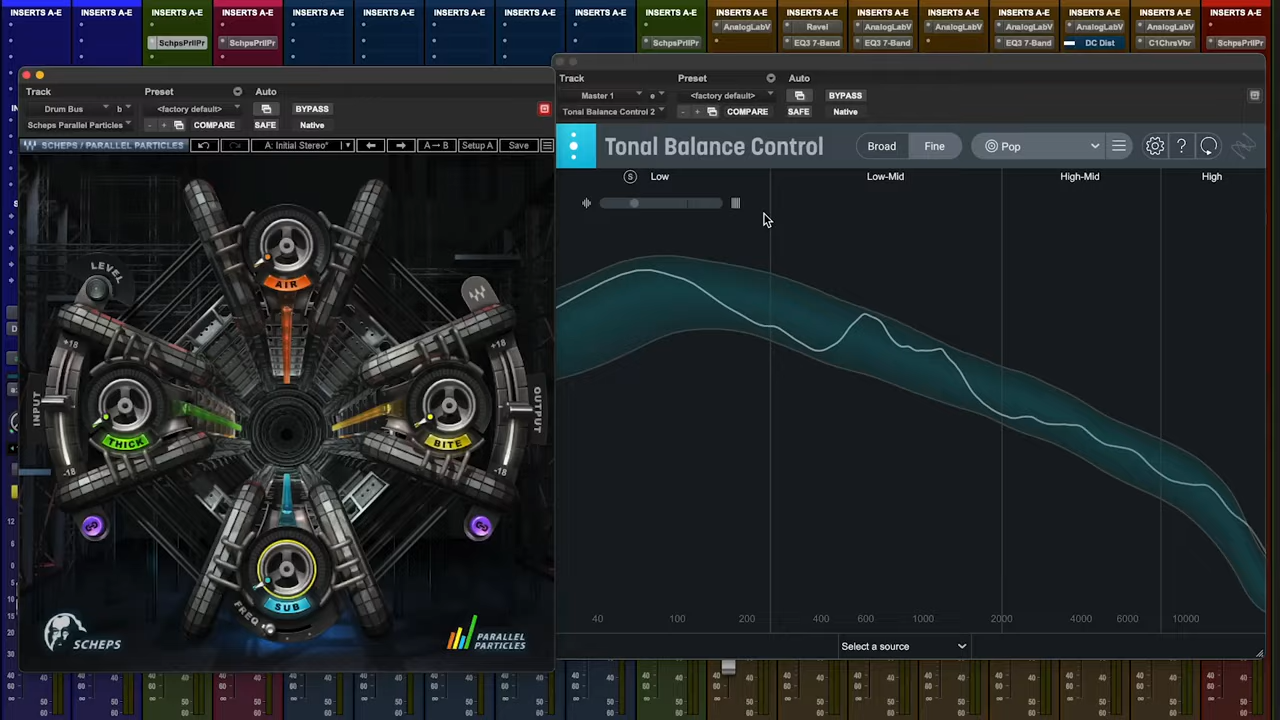 INSERTS A-E INSERTS A-E INSERTS A-E INSERTS A-E INSERTS A-E INSERTS A-E INSERTS A-E INSERTS A-E INSERTS A-E INSERTS A-E INSERTS A-E INSERTS A-E INSERTS A-E INSERTS A-E INSERTS A-E INSERTS A-E INSERTS A-E INSERTS A-E
AnalogLabV Revel AnalogLabV AnalogLabV AnalogLabV AnalogLabV AnalogLabV
SchpsPrllPr SchpsPrllPr SchpsPrllPr EQ3 7-Band EQ3 7-Band EQ3 7-Band DC Dist C1ChrsVbr SchpsPrllPr
Track Preset Auto
Drum Bus b <factory default> BYPASS
Scheps Parallel Particles - + COMPARE SAFE Native
SCHEPS / PARALLEL PARTICLES A: Initial Stereo* A→B Setup A Save
AIR
LEVEL
+18 +18
INPUT OUTPUT
THICK BITE
-18 -18
SUB
FREQ
SCHEPS
PARALLEL
PARTICLES
Track Preset Auto
Master 1 e <factory default> BYPASS
Tonal Balance Control 2 - + COMPARE SAFE Native
Tonal Balance Control Broad Fine Pop ?
S Low Low-Mid High-Mid High
40 100 200 400 600 1000 2000 4000 6000 10000
Select a source